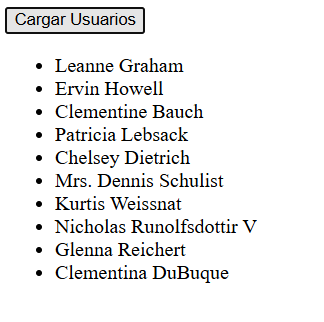 Cargar Usuarios
Leanne Graham
Ervin Howell
Clementine Bauch
Patricia Lebsack
Chelsey Dietrich
Mrs. Dennis Schulist
Kurtis Weissnat
Nicholas Runolfsdottir V
Glenna Reichert
Clementina DuBuque